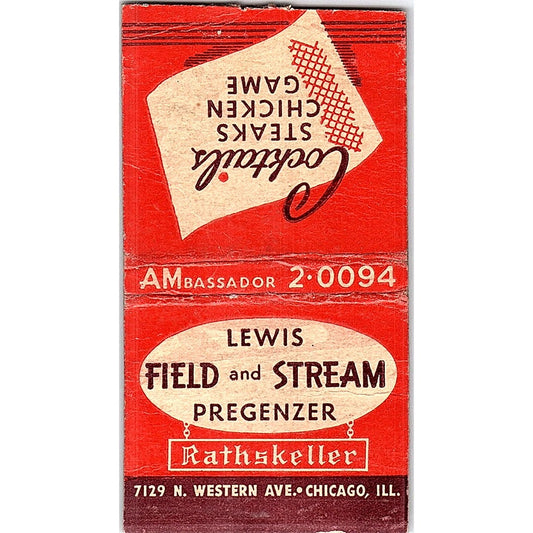 Cocktails
STEAKS
CHICKEN
GAME
AMBASSADOR 2·0094
LEWIS
FIELD and STREAM
PREGENZER
Rathskeller
7129 N. WESTERN AVE.• CHICAGO, ILL.